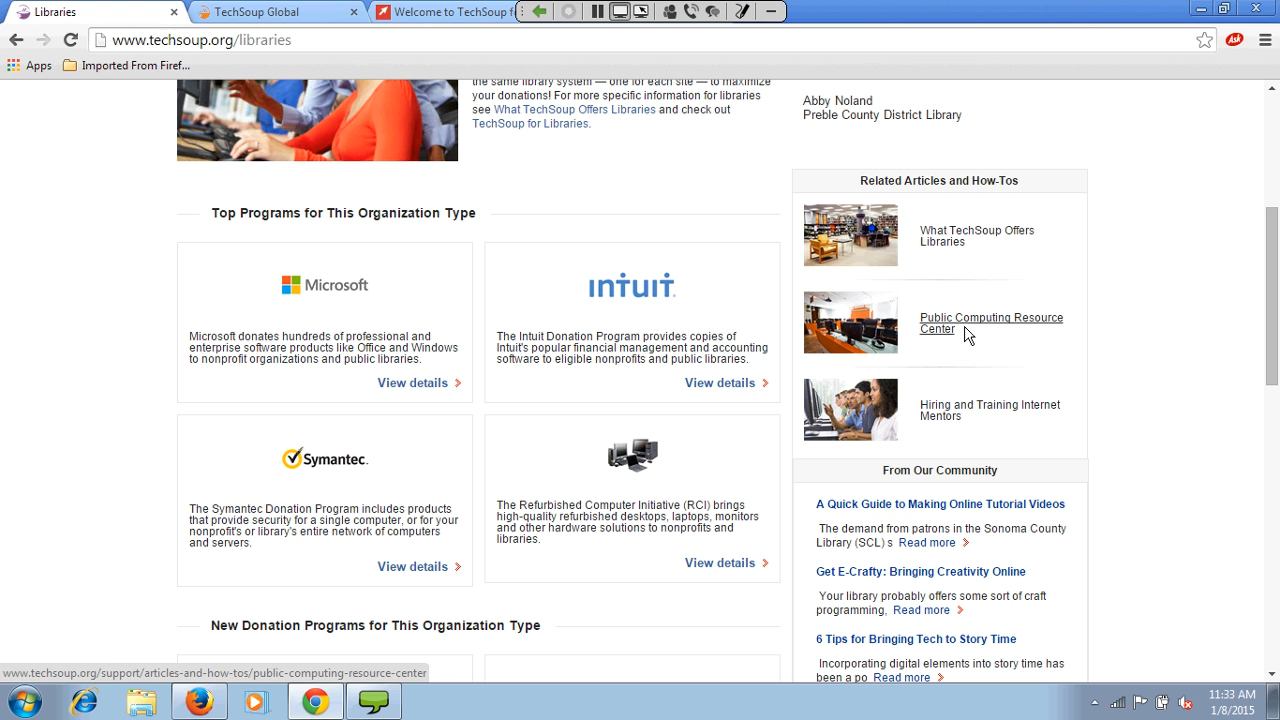 Libraries
TechSoup Global
Welcome to TechSoup f
www.techsoup.org/libraries
Ask
Apps
Imported From Firef...
the same library system — one for each site — to maximize
your donations! For more specific information for libraries
see What TechSoup Offers Libraries and check out
TechSoup for Libraries.
Abby Noland
Preble County District Library
Top Programs for This Organization Type
Microsoft
Microsoft donates hundreds of professional and
enterprise software products like Office and Windows
to nonprofit organizations and public libraries.
View details
intuit.
The Intuit Donation Program provides copies of
Intuit's popular financial management and accounting
software to eligible nonprofits and public libraries.
View details
Symantec.
The Symantec Donation Program includes products
that provide security for a single computer, or for your
nonprofit's or library's entire network of computers
and servers.
View details
The Refurbished Computer Initiative (RCI) brings
high-quality refurbished desktops, laptops, monitors
and other hardware solutions to nonprofits and
libraries.
View details
New Donation Programs for This Organization Type
Related Articles and How-Tos
What TechSoup Offers
Libraries
Public Computing Resource
Center
Hiring and Training Internet
Mentors
From Our Community
A Quick Guide to Making Online Tutorial Videos
The demand from patrons in the Sonoma County
Library (SCL) s Read more
Get E-Crafty: Bringing Creativity Online
Your library probably offers some sort of craft
programming, Read more
6 Tips for Bringing Tech to Story Time
Incorporating digital elements into story time has
been a po Read more
www.techsoup.org/support/articles-and-how-tos/public-computing-resource-center
11:33 AM
1/8/2015